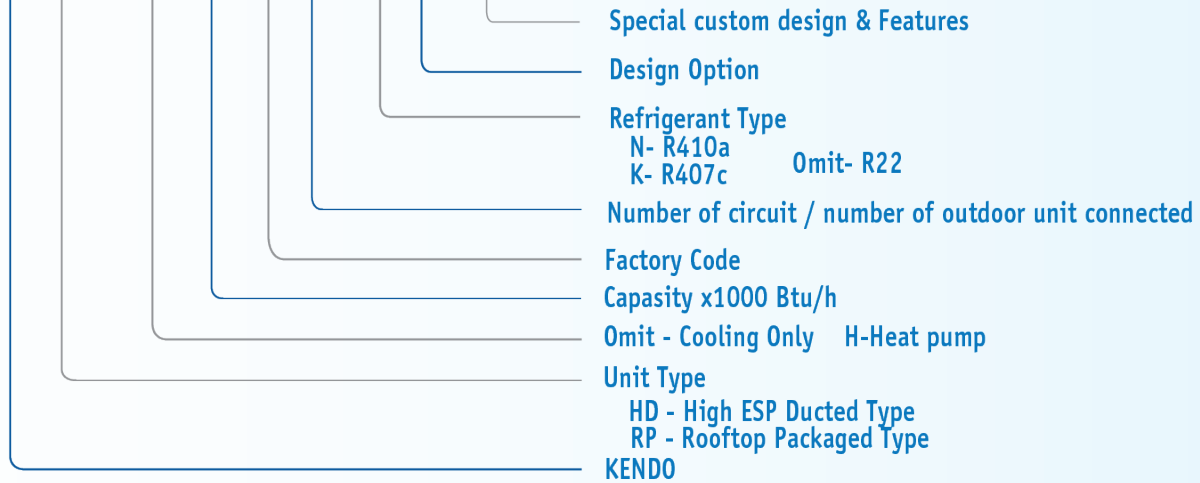 Special custom design & Features
Design Option
Refrigerant Type
N- R410a
Omit- R22
K- R407c
Number of circuit / number of outdoor unit connected
Factory Code
Capasity x1000 Btu/h
Omit - Cooling Only H-Heat pump
Unit Type
HD - High ESP Ducted Type
RP - Rooftop Packaged Type
KENDO